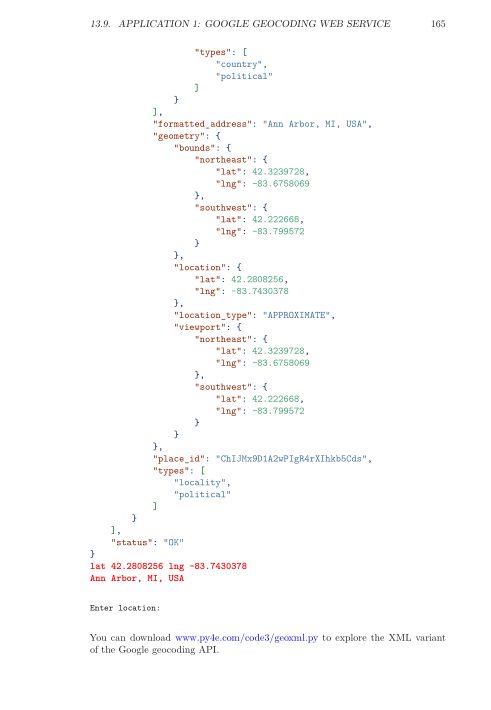 13.9. APPLICATION 1: GOOGLE GEOCODING WEB SERVICE 165
"types": [
"country",
"political"
]
}
],
"formatted_address": "Ann Arbor, MI, USA",
"geometry": {
"bounds": {
"northeast": {
"lat": 42.3239728,
"lng": -83.6758069
},
"southwest": {
"lat": 42.222668,
"lng": -83.799572
}
},
"location": {
"lat": 42.2808256,
"lng": -83.7430378
},
"location_type": "APPROXIMATE",
"viewport": {
"northeast": {
"lat": 42.3239728,
"lng": -83.6758069
},
"southwest": {
"lat": 42.222668,
"lng": -83.799572
}
}
},
"place_id": "ChIJMx9D1A2wPIgR4rXIhkb5Cds",
"types": [
"locality",
"political"
]
}
],
"status": "OK"
}
lat 42.2808256 lng -83.7430378
Ann Arbor, MI, USA
Enter location:
You can download www.py4e.com/code3/geoxml.py to explore the XML variant
of the Google geocoding API.